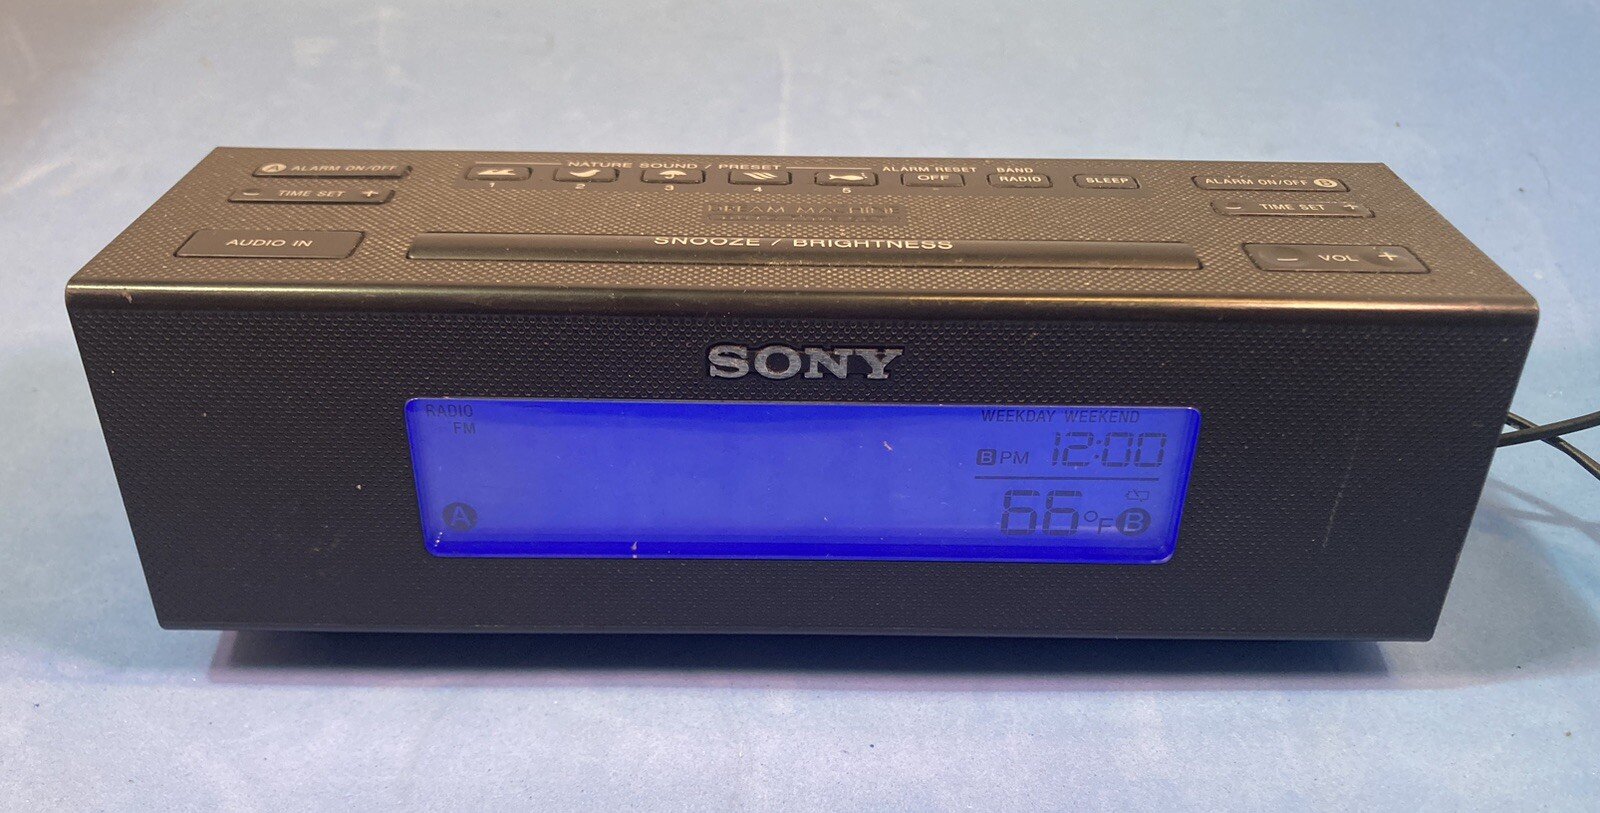 A ALARM ON/OFF
NATURE SOUND / PRESET
ALARM RESET
BAND
OFF
RADIO
SLEEP
ALARM ON/OFF B
− TIME SET +
1 2 3 4 5
− TIME SET +
DREAM MACHINE
AUDIO IN
SNOOZE / BRIGHTNESS
− VOL +
SONY
RADIO
FM
WEEKDAY WEEKEND
B PM 12:00
A
66°F B